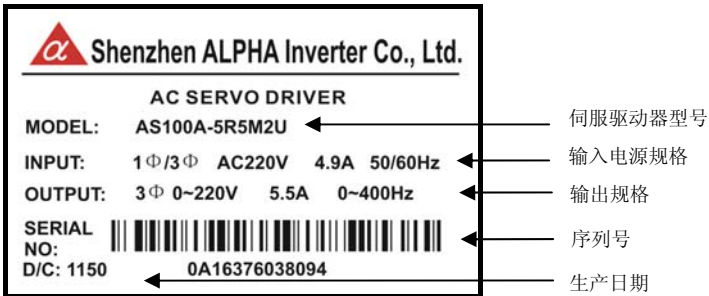 α Shenzhen ALPHA Inverter Co., Ltd.
AC SERVO DRIVER
MODEL: AS100A-5R5M2U 伺服驱动器型号
INPUT: 1Φ/3Φ AC220V 4.9A 50/60Hz 输入电源规格
OUTPUT: 3Φ 0~220V 5.5A 0~400Hz 输出规格
SERIAL NO: 序列号
D/C: 1150 0A16376038094 生产日期